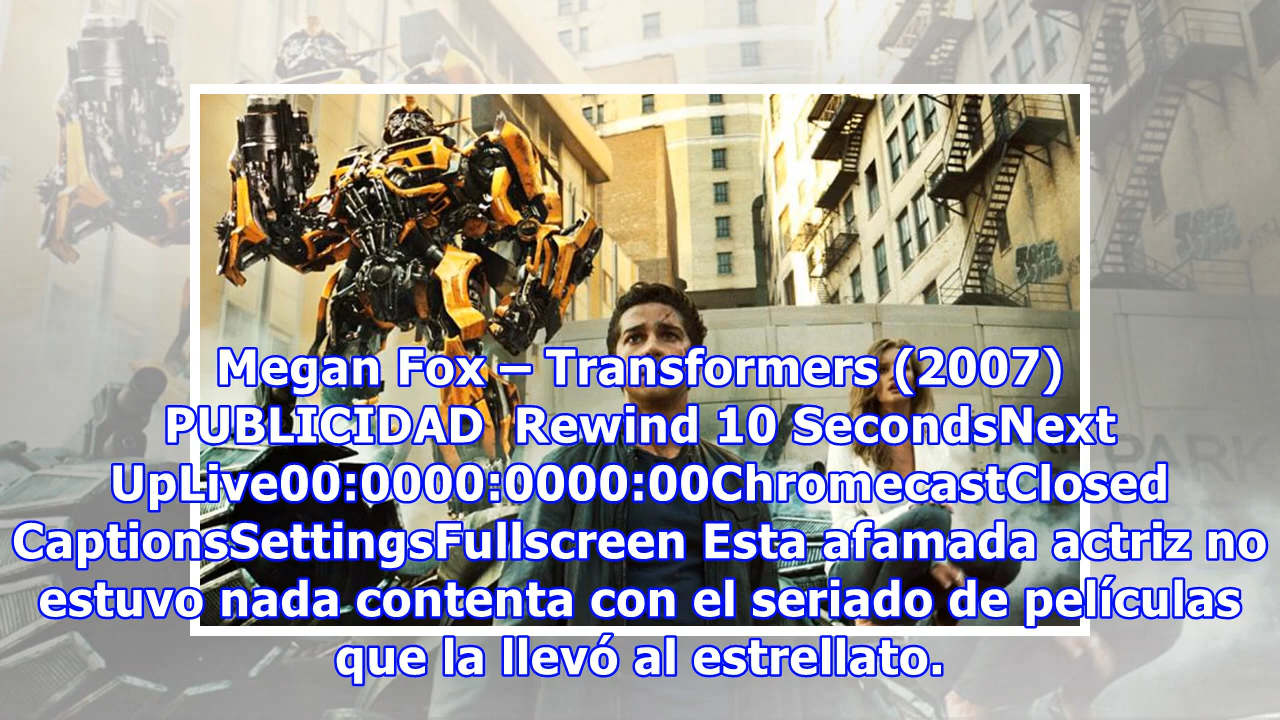 Megan Fox – Transformers (2007)
PUBLICIDAD Rewind 10 SecondsNext
UpLive00:0000:0000:00ChromecastClosed
CaptionsSettingsFullscreen Esta afamada actriz no
estuvo nada contenta con el seriado de películas
que la llevó al estrellato.
PARK